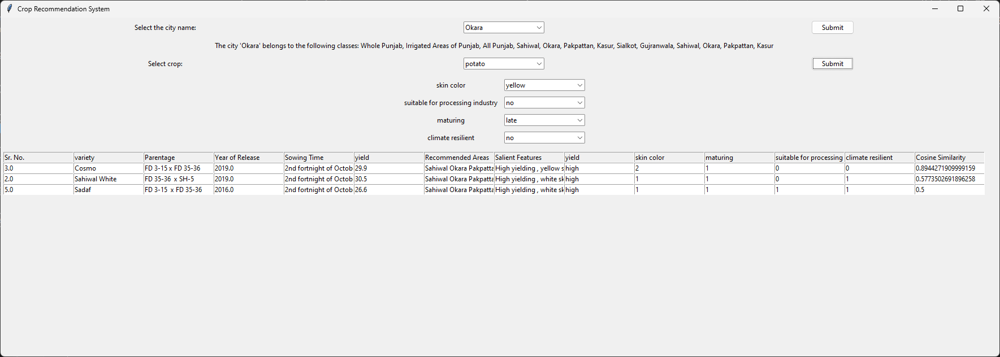 Crop Recommendation System
Select the city name: Okara Submit
The city 'Okara' belongs to the following classes: Whole Punjab, Irrigated Areas of Punjab, All Punjab, Sahiwal, Okara, Pakpattan, Kasur, Sialkot, Gujranwala, Sahiwal, Okara, Pakpattan, Kasur
Select crop: potato Submit
skin color yellow
suitable for processing industry no
maturing late
climate resilient no
Sr. No. variety Parentage Year of Release Sowing Time yield Recommended Areas Salient Features yield skin color maturing suitable for processing climate resilient Cosine Similarity
3.0 Cosmo FD 3-15 x FD 35-36 2019.0 2nd fortnight of Octob 29.9 Sahiwal Okara Pakpatta High yielding , yellow s high 2 1 0 0 0.8944271909999159
2.0 Sahiwal White FD 35-36 x SH-5 2019.0 2nd fortnight of Octob 30.5 Sahiwal Okara Pakpatta High yielding , white sk high 1 1 0 1 0.5773502691896258
5.0 Sadaf FD 3-15 x FD 35-36 2016.0 2nd fortnight of Octob 26.6 Sahiwal Okara Pakpatta High yielding , white sk high 1 1 1 1 0.5